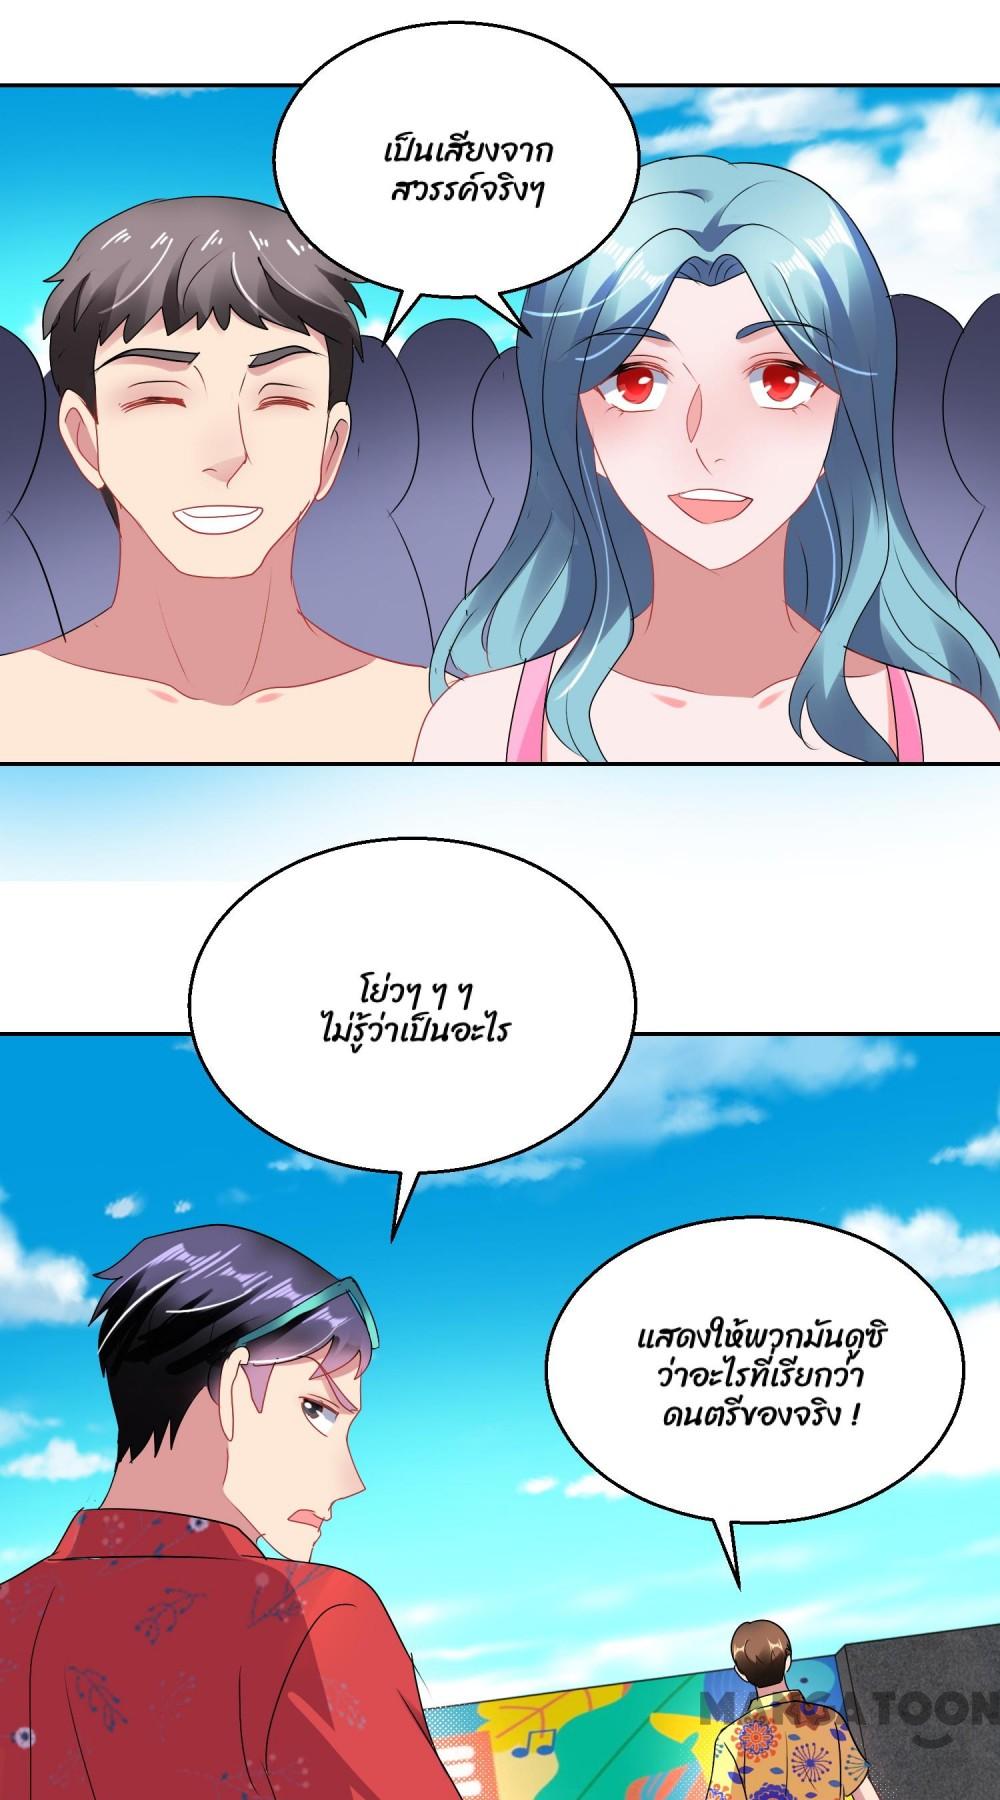 เป็นเสียงจาก
สวรรค์จริงๆ
โย่วๆ ๆ ๆ
ไม่รู้ว่าเป็นอะไร
แสดงให้พวกมันดูซิ
ว่าอะไรที่เรียกว่า
ดนตรีของจริง !
MANGATOON